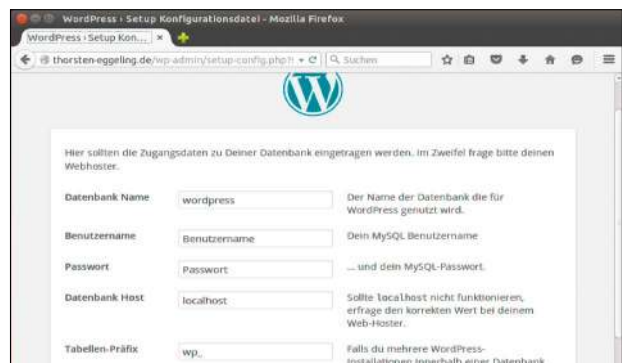 WordPress › Setup Konfigurationsdatei - Mozilla Firefox
WordPress › Setup Kon...
thorsten-eggeling.de/wp-admin/setup-config.php?
Suchen
Hier sollten die Zugangsdaten zu Deiner Datenbank eingetragen werden. Im Zweifel frage bitte deinen
Webhoster.
Datenbank Name
wordpress
Der Name der Datenbank die für
WordPress genutzt wird.
Benutzername
Benutzername
Dein MySQL Benutzername
Passwort
Passwort
... und dein MySQL-Passwort.
Datenbank Host
localhost
Sollte localhost nicht funktionieren,
erfrage den korrekten Wert bei deinem
Web-Hoster.
Tabellen-Präfix
wp_
Falls du mehrere WordPress-
Installationen innerhalb einer Datenbank